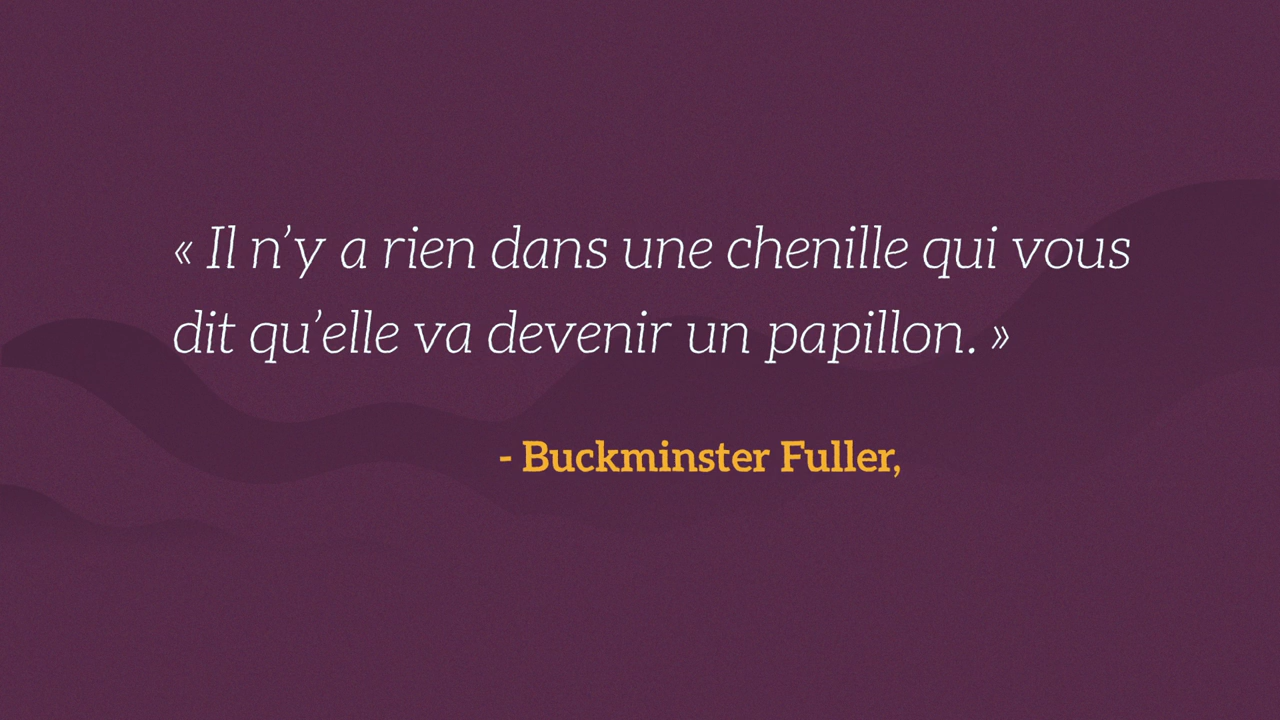 « Il n’y a rien dans une chenille qui vous
dit qu’elle va devenir un papillon. »
- Buckminster Fuller,